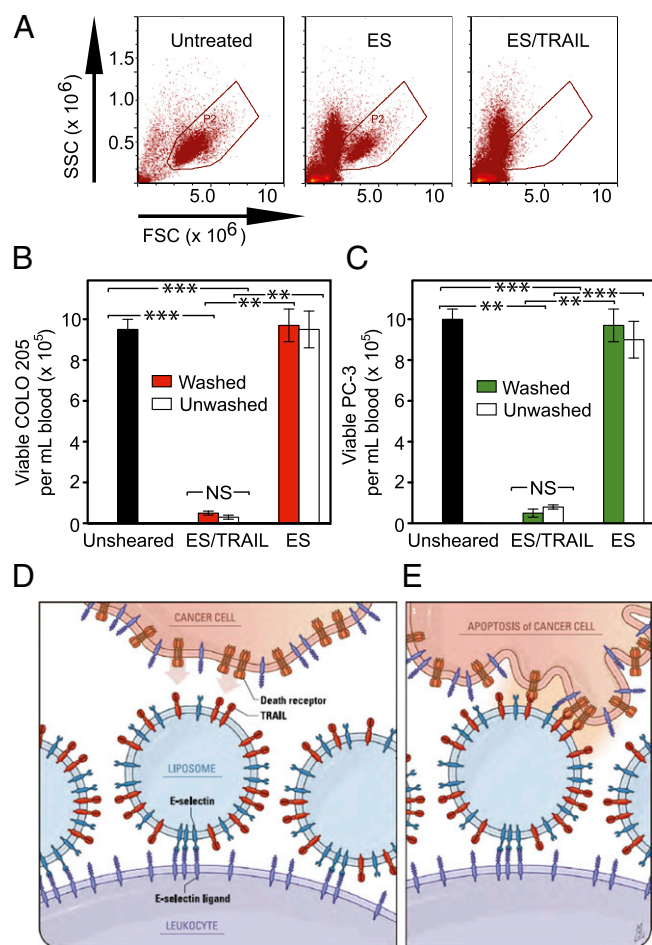 A
Untreated
ES
ES/TRAIL
SSC (x 10^6)
1.5
1.0
0.5
P2
P2
5.0 10
5.0 10
5.0 10
FSC (x 10^6)
B
Viable COLO 205
per mL blood (x 10^5)
10
8
6
4
2
0
***
**
**
***
Washed
Unwashed
NS
Unsheared ES/TRAIL ES
C
Viable PC-3
per mL blood (x 10^5)
10
8
6
4
2
0
***
***
**
**
Washed
Unwashed
NS
Unsheared ES/TRAIL ES
D
CANCER CELL
Death receptor
TRAIL
LIPOSOME
E-selectin
E-selectin ligand
LEUKOCYTE
E
APOPTOSIS of CANCER CELL